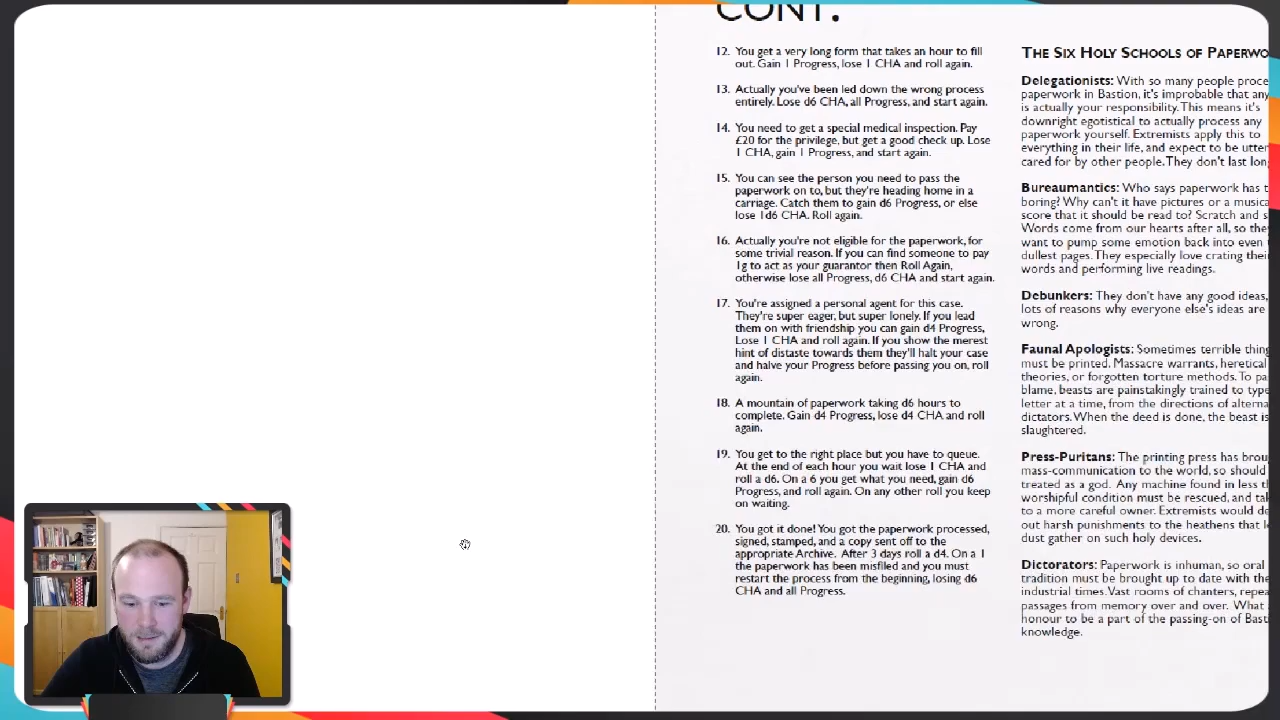 CONT.
12. You get a very long form that takes an hour to fill
out. Gain 1 Progress, lose 1 CHA and roll again.
13. Actually you've been led down the wrong process
entirely. Lose d6 CHA, all Progress, and start again.
14. You need to get a special medical inspection. Pay
£20 for the privilege, but get a good check up. Lose
1 CHA, gain 1 Progress, and start again.
15. You can see the person you need to pass the
paperwork on to, but they're heading home in a
carriage. Catch them to gain d6 Progress, or else
lose 1d6 CHA. Roll again.
16. Actually you're not eligible for the paperwork, for
some trivial reason. If you can find someone to pay
1g to act as your guarantor then Roll Again,
otherwise lose all Progress, d6 CHA and start again.
17. You're assigned a personal agent for this case.
They're super eager, but super lonely. If you lead
them on with friendship you can gain d4 Progress,
Lose 1 CHA and roll again. If you show the merest
hint of distaste towards them they'll halt your case
and halve your Progress before passing you on, roll
again.
18. A mountain of paperwork taking d6 hours to
complete. Gain d4 Progress, lose d4 CHA and roll
again.
19. You get to the right place but you have to queue.
At the end of each hour you wait lose 1 CHA and
roll a d6. On a 6 you get what you need, gain d6
Progress, and roll again. On any other roll you keep
on waiting.
20. You got it done! You got the paperwork processed,
signed, stamped, and a copy sent off to the
appropriate Archive. After 3 days roll a d4. On a 1
the paperwork has been misfiled and you must
restart the process from the beginning, losing d6
CHA and all Progress.
THE SIX HOLY SCHOOLS OF PAPERWO
Delegationists: With so many people proce
paperwork in Bastion, it's improbable that any
is actually your responsibility. This means it's
downright egotistical to actually process any
paperwork yourself. Extremists apply this to
everything in their life, and expect to be utter
cared for by other people. They don't last lon
Bureaumantics: Who says paperwork has t
boring? Why can't it have pictures or a musica
score that it should be read to? Scratch and s
Words come from our hearts after all, so they
want to pump some emotion back into even
dullest pages. They especially love crating thei
words and performing live readings.
Debunkers: They don't have any good ideas,
lots of reasons why everyone else's ideas are
wrong.
Faunal Apologists: Sometimes terrible thing
must be printed. Massacre warrants, heretical
theories, or forgotten torture methods. To pa
blame, beasts are painstakingly trained to type
letter at a time, from the directions of alterna
dictators. When the deed is done, the beast is
slaughtered.
Press-Puritans: The printing press has brou
mass-communication to the world, so should
treated as a god. Any machine found in less t
worshipful condition must be rescued, and tak
to a more careful owner. Extremists would de
out harsh punishments to the heathens that l
dust gather on such holy devices.
Dictorators: Paperwork is inhuman, so oral
tradition must be brought up to date with the
industrial times. Vast rooms of chanters, repea
passages from memory over and over. What
honour to be a part of the passing-on of Basti
knowledge.